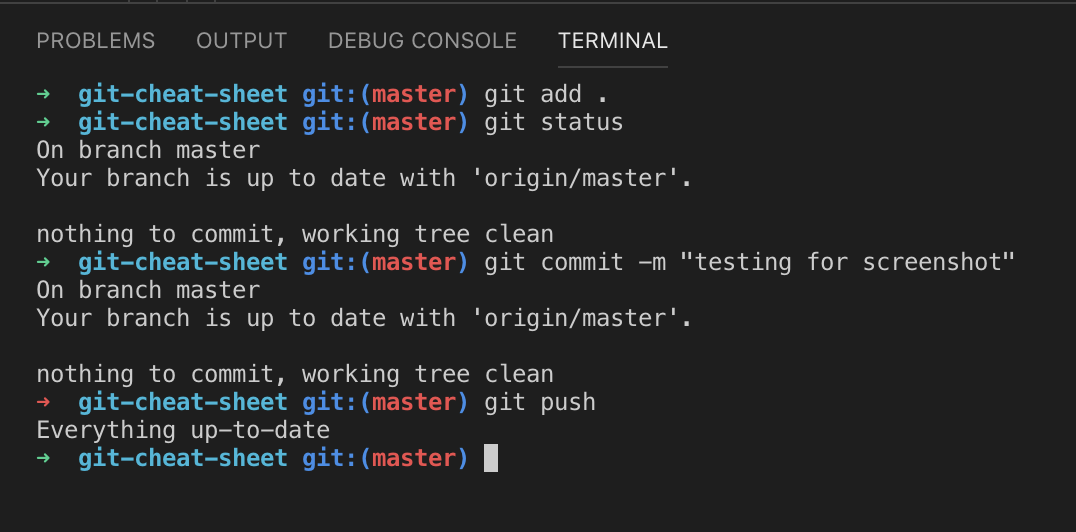 PROBLEMS OUTPUT DEBUG CONSOLE TERMINAL
➜ git-cheat-sheet git:(master) git add .
➜ git-cheat-sheet git:(master) git status
On branch master
Your branch is up to date with 'origin/master'.
nothing to commit, working tree clean
➜ git-cheat-sheet git:(master) git commit -m "testing for screenshot"
On branch master
Your branch is up to date with 'origin/master'.
nothing to commit, working tree clean
➜ git-cheat-sheet git:(master) git push
Everything up-to-date
➜ git-cheat-sheet git:(master)